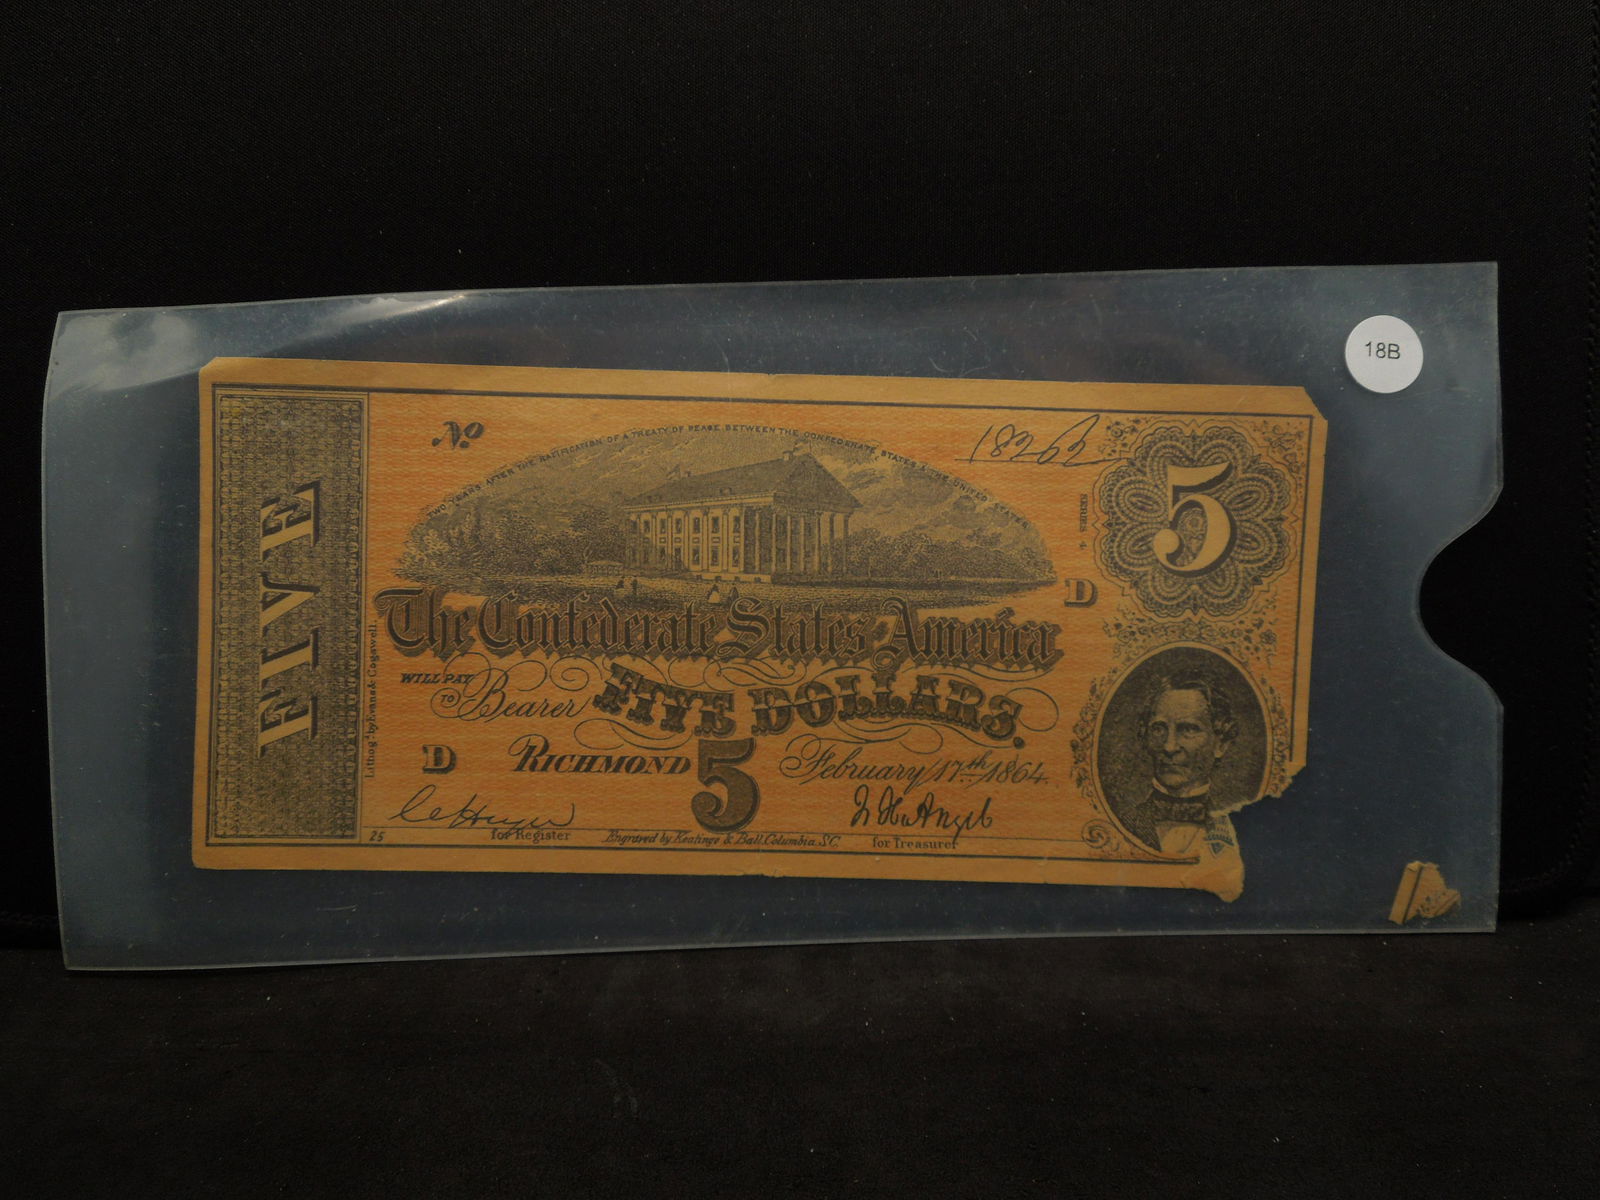 18B
No 18262
TWO YEARS AFTER THE RATIFICATION OF A TREATY OF PEACE BETWEEN THE CONFEDERATE STATES & THE UNITED STATES
5
SERIES 4
D
FIVE
The Confederate States of America
WILL PAY TO Bearer FIVE DOLLARS.
D RICHMOND 5 February 17th 1864.
Lithog'd by Evans & Cogswell.
25 for Register Engraved by Keatinge & Ball, Columbia, S.C. for Treasurer